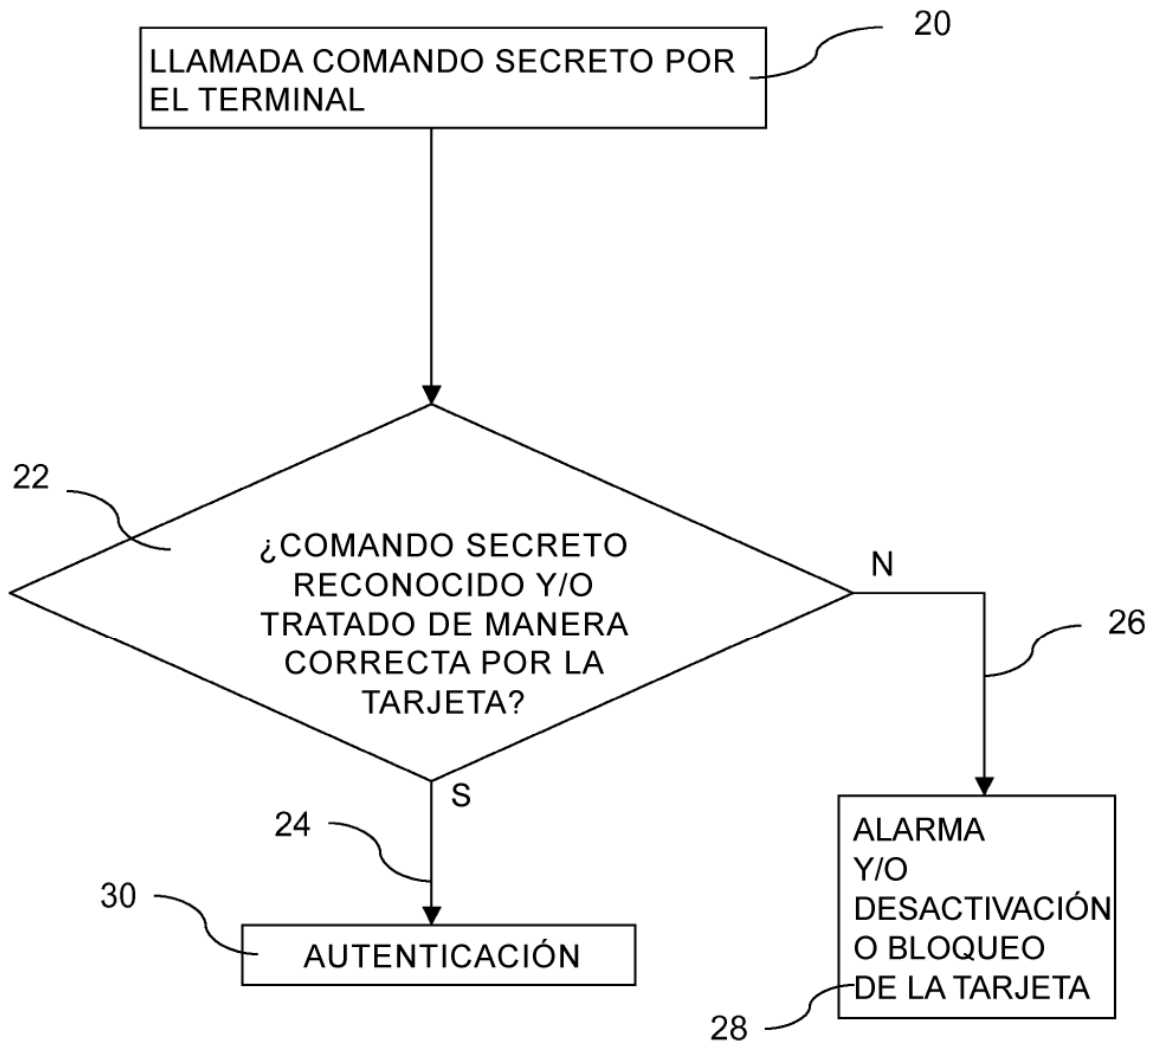 20
LLAMADA COMANDO SECRETO POR
EL TERMINAL
22
¿COMANDO SECRETO
RECONOCIDO Y/O
TRATADO DE MANERA
CORRECTA POR LA
TARJETA?
N
26
S
24
30
AUTENTICACIÓN
ALARMA
Y/O
DESACTIVACIÓN
O BLOQUEO
DE LA TARJETA
28